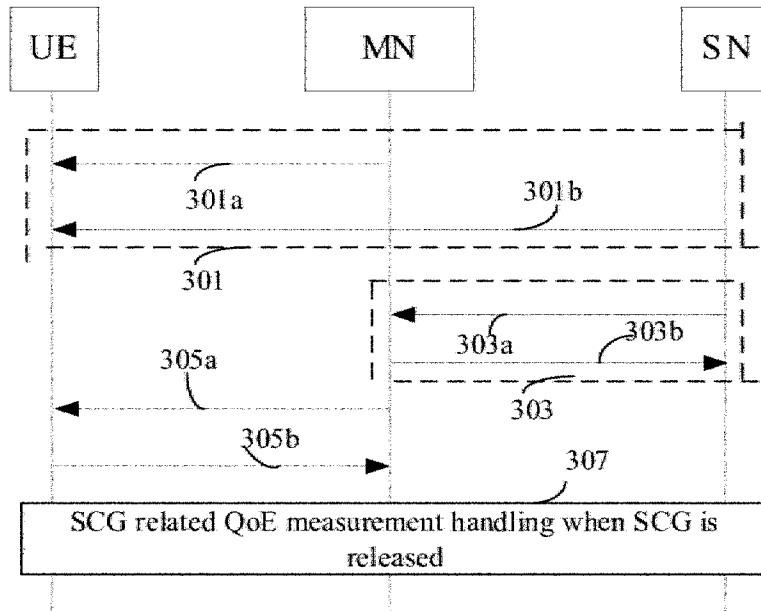 UE
MN
SN
301a
301b
301
303a
303b
305a
303
305b
307
SCG related QoE measurement handling when SCG is
released